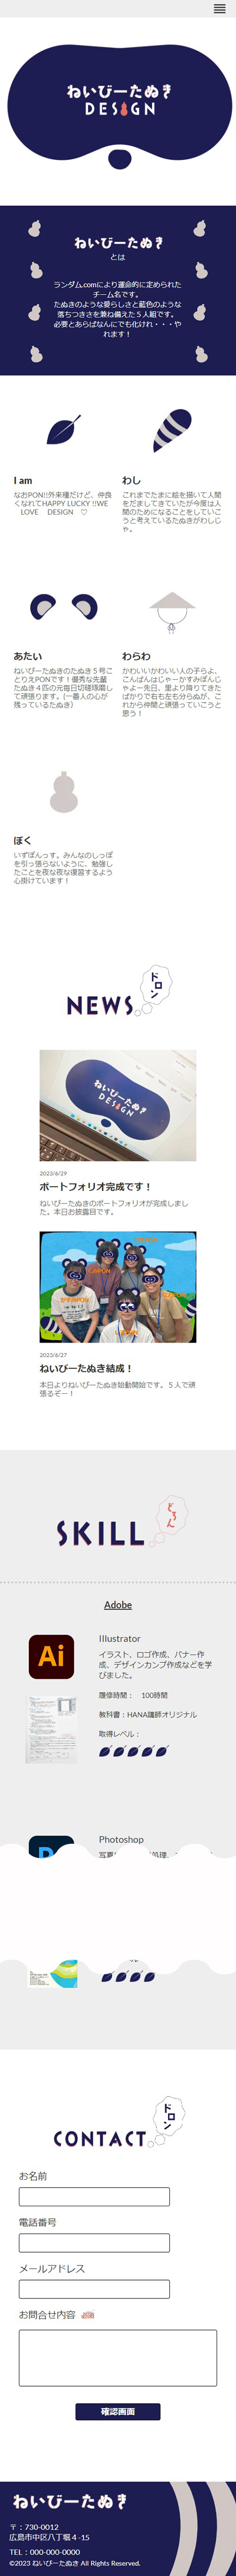 ねいびーたぬき
DESIGN
ねいびーたぬき
とは
ランダム.comにより運命的に定められた
チーム名です。
たぬきのような愛らしさと藍色のような
落ちつきさを兼ね備えた５人組です。
必要とあらばなんにでも化けれ・・・や
れます！
I am
なおPON!!外来種だけど、仲良
くなれてHAPPY LUCKY !!WE
LOVE DESIGN ♡
わし
これまでたまに絵を描いて人間
をだましてきていたが今度は人
間のためになることをしていこ
うと考えているたぬきがわしじ
ゃ。
あたい
ねいびーたぬきのたぬき５号こ
とりえPONです！優秀な先輩
たぬき４匹の元毎日切磋琢磨し
て頑張ります。(一番人の心が
残っているたぬき）
わらわ
かわいいかわいい人の子らよ、
こんばんはじゃーかすみぽんじ
ゃよー先日、里より降りてきた
ばかりで右も左も分らぬが、こ
れから仲間と頑張っていこうと
思う！
ぼく
いずぽんっす。みんなのしっぽ
を引っ張らないように、勉強し
たことを夜な夜な復習するよう
心掛けています！
NEWS
ドロン
ねいびーたぬき
DESIGN
2023/6/29
ポートフォリオ完成です！
ねいびーたぬきのポートフォリオが完成しまし
た。本日お披露目です。
2023/6/27
ねいびーたぬき結成！
本日よりねいびーたぬき始動開始です。５人で頑
張るぞー！
SKILL
どろん
Adobe
Ai
Illustrator
イラスト、ロゴ作成、バナー作
成、デザインカンプ作成などを学
びました。
履修時間： 100時間
教科書：HANA講師オリジナル
取得レベル：
Photoshop
CONTACT
ドロン
お名前
電話番号
メールアドレス
お問合せ内容
確認画面
ねいびーたぬき
〒：730-0012
広島市中区八丁堀４-15
TEL：000-000-0000
©2023 ねいびーたぬき All Rights Reserved.